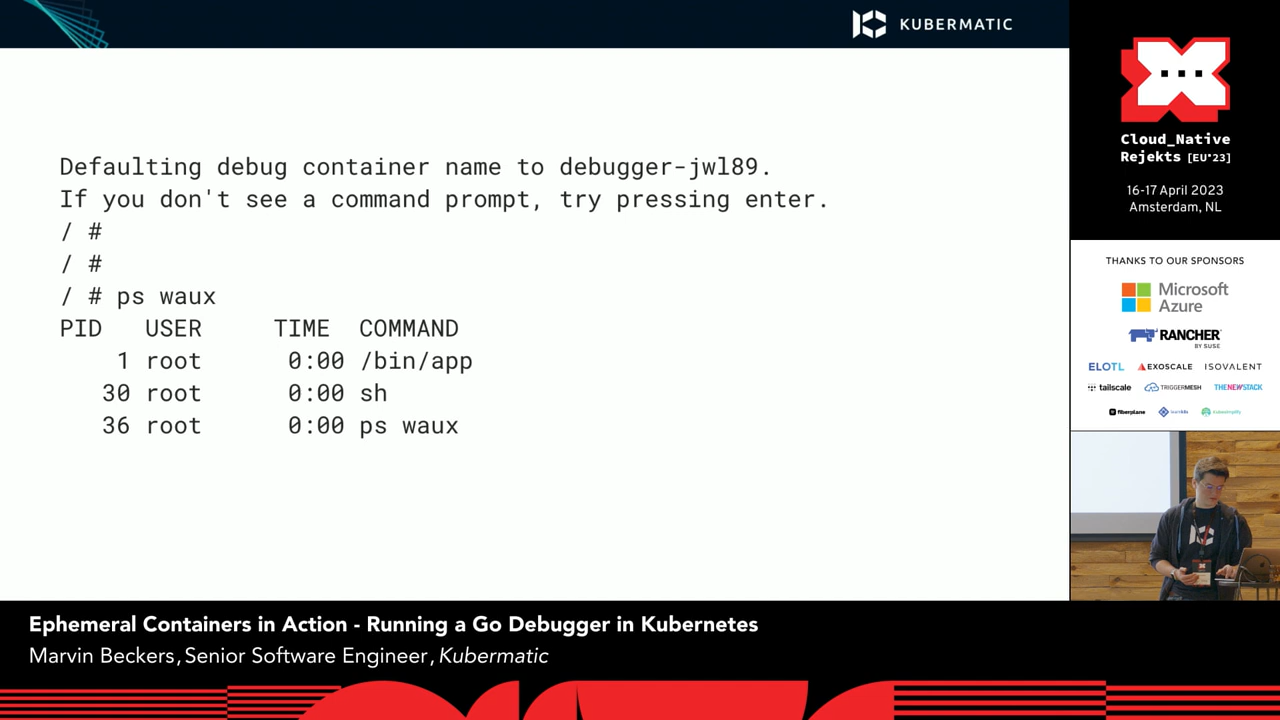 KUBERMATIC
Defaulting debug container name to debugger-jwl89.
If you don't see a command prompt, try pressing enter.
/ #
/ #
/ # ps waux
PID USER TIME COMMAND
1 root 0:00 /bin/app
30 root 0:00 sh
36 root 0:00 ps waux
Cloud_Native
Rejekts [EU*23]
16-17 April 2023
Amsterdam, NL
THANKS TO OUR SPONSORS
Microsoft
Azure
RANCHER
BY SUSE
ELOTL EXOSCALE ISOVALENT
tailscale TRIGGERMESH THENEWSTACK
fiberplane kubesimplify
Ephemeral Containers in Action - Running a Go Debugger in Kubernetes
Marvin Beckers, Senior Software Engineer, Kubermatic